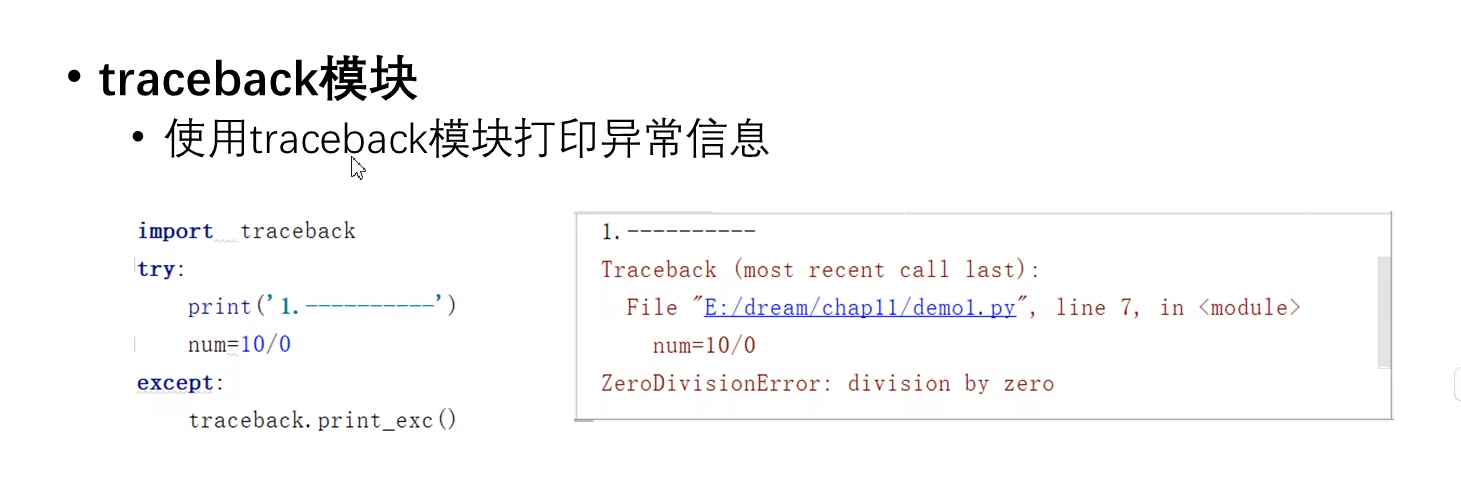 • traceback模块
• 使用traceback模块打印异常信息
import  traceback
try:
    print('1.----------')
    num=10/0
except:
    traceback.print_exc()
1.----------
Traceback (most recent call last):
  File "E:/dream/chap11/demo1.py", line 7, in <module>
    num=10/0
ZeroDivisionError: division by zero